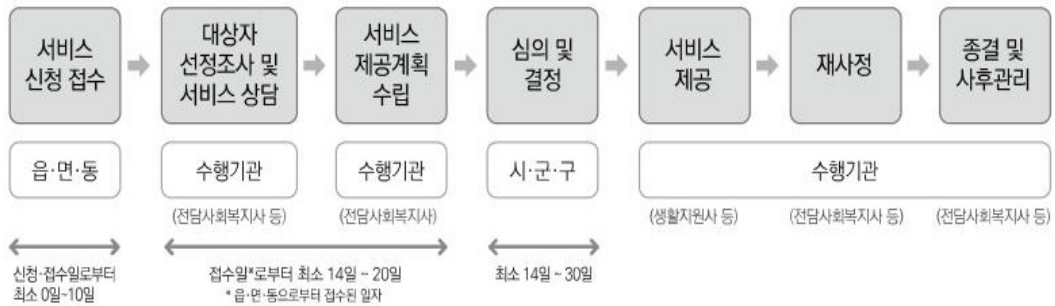 서비스
신청 접수
대상자
선정조사 및
서비스 상담
서비스
제공계획
수립
심의 및
결정
서비스
제공
재사정
종결 및
사후관리
읍·면·동
수행기관
수행기관
시·군·구
수행기관
(전담사회복지사 등)
(전담사회복지사)
(생활지원사 등)
(전담사회복지사 등)
(전담사회복지사 등)
신청·접수일로부터
최소 0일~10일
접수일*로부터 최소 14일 ~ 20일
* 읍·면·동으로부터 접수된 일자
최소 14일 ~ 30일